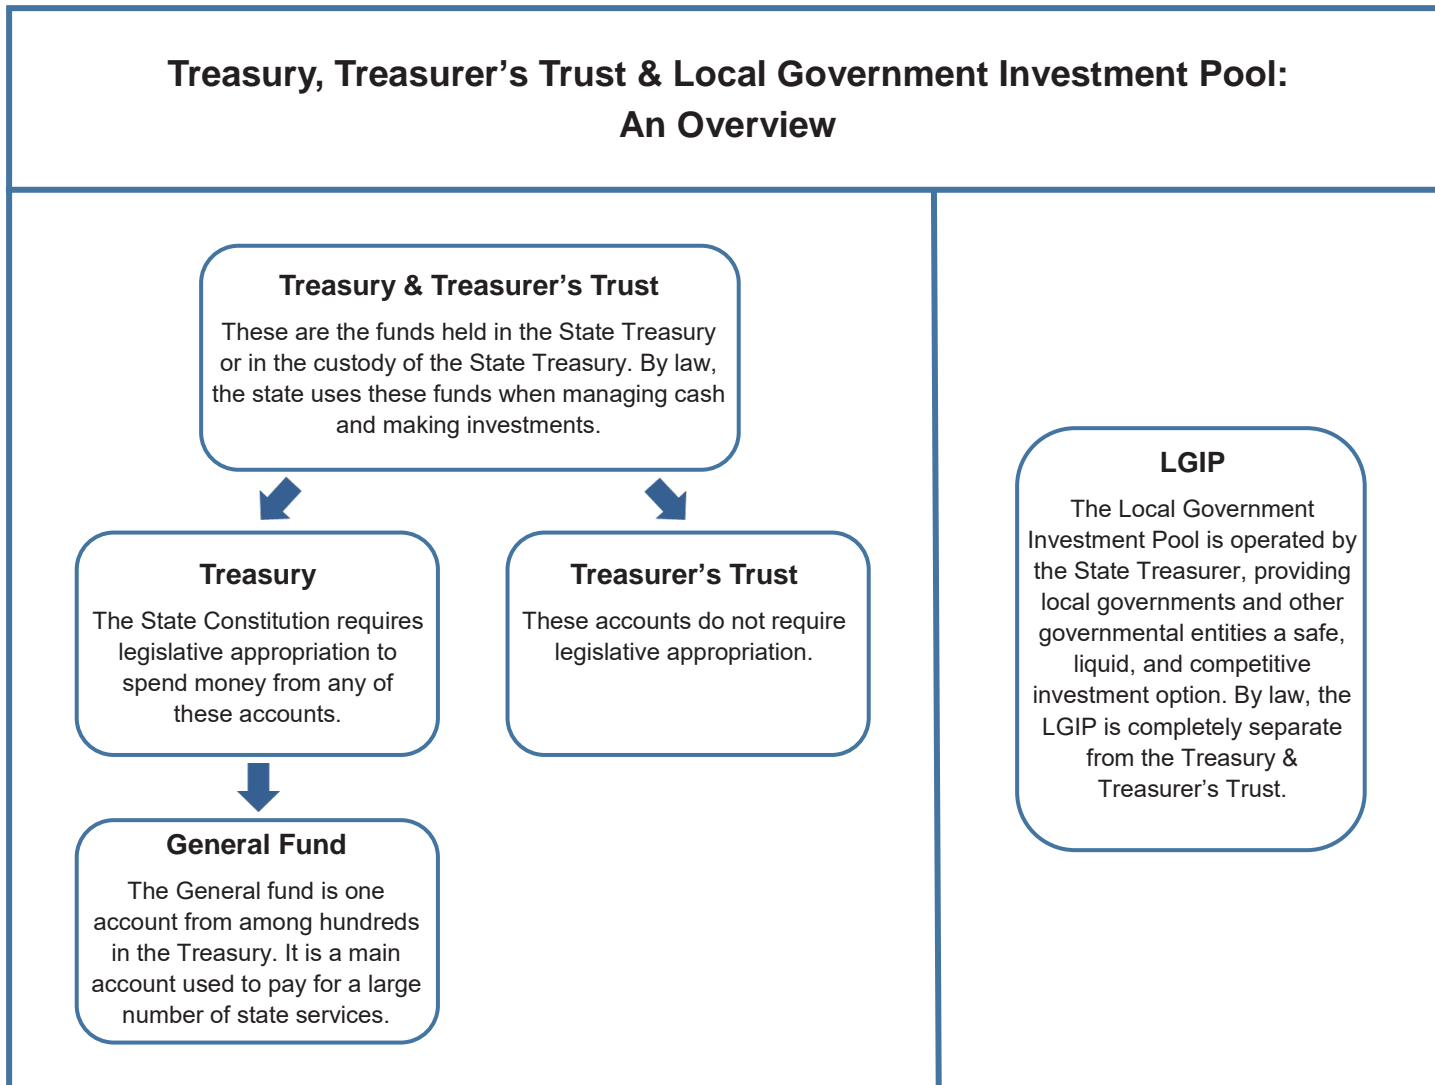 Treasury, Treasurer’s Trust & Local Government Investment Pool:
An Overview
Treasury & Treasurer’s Trust
These are the funds held in the State Treasury
or in the custody of the State Treasury. By law,
the state uses these funds when managing cash
and making investments.
Treasury
The State Constitution requires
legislative appropriation to
spend money from any of
these accounts.
Treasurer’s Trust
These accounts do not require
legislative appropriation.
General Fund
The General fund is one
account from among hundreds
in the Treasury. It is a main
account used to pay for a large
number of state services.
LGIP
The Local Government
Investment Pool is operated by
the State Treasurer, providing
local governments and other
governmental entities a safe,
liquid, and competitive
investment option. By law, the
LGIP is completely separate
from the Treasury &
Treasurer’s Trust.